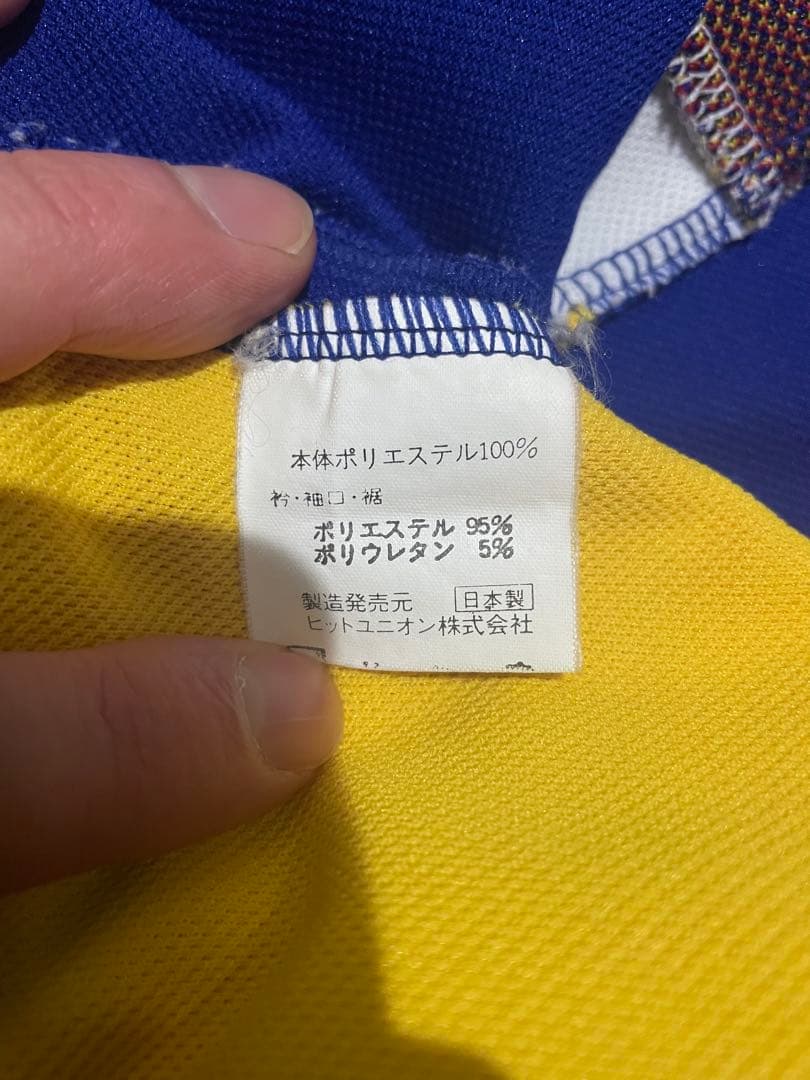 本体ポリエステル100%
衿・袖口・裾
ポリエステル 95%
ポリウレタン 5%
製造発売元 日本製
ヒットユニオン株式会社